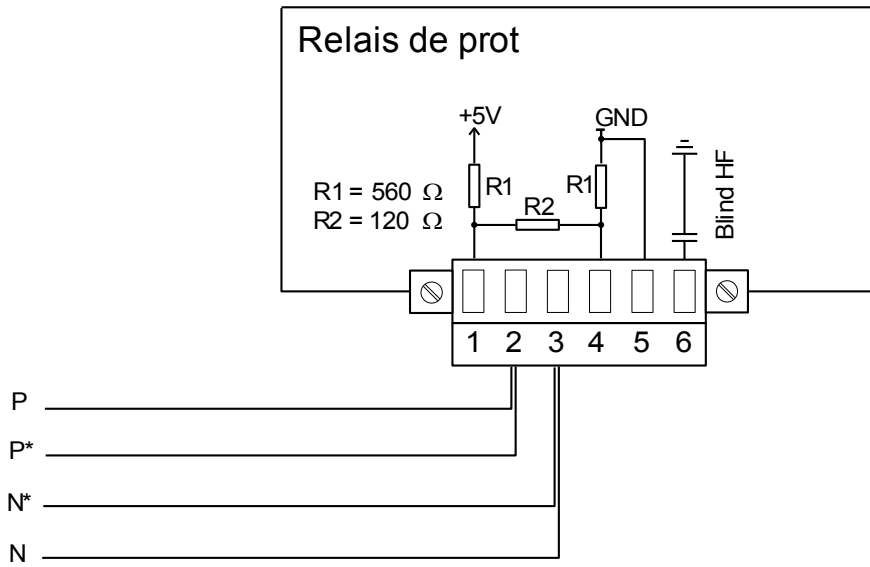 Relais de prot
+5V
GND
R1 = 560 Ω
R1
R1
R2 = 120 Ω
R2
Blind HF
1 2 3 4 5 6
P
P*
N*
N